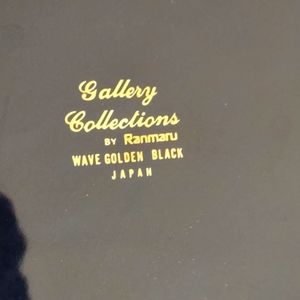 Gallery
Collections
BY Ranmaru
WAVE GOLDEN BLACK
JAPAN